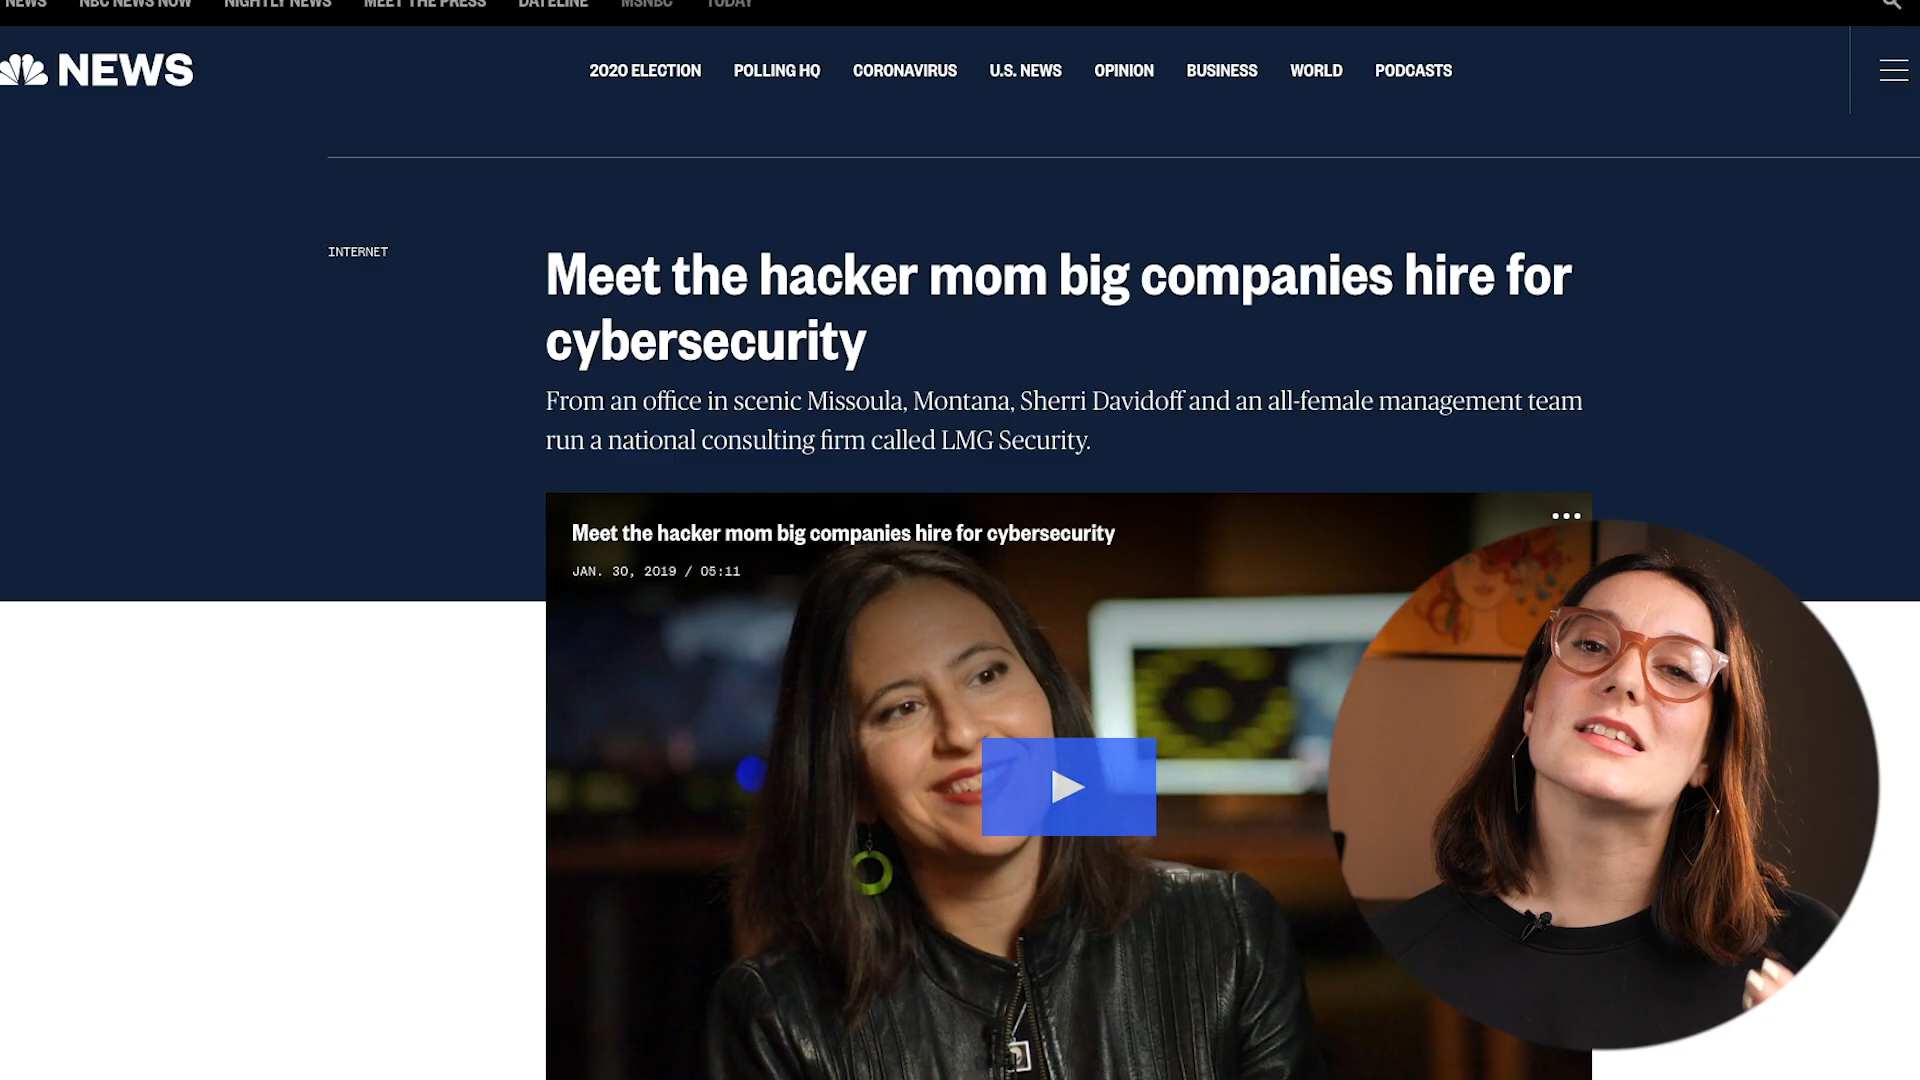 NEWS NBC NEWS NOW NIGHTLY NEWS MEET THE PRESS DATELINE MSNBC TODAY
NEWS
2020 ELECTION POLLING HQ CORONAVIRUS U.S. NEWS OPINION BUSINESS WORLD PODCASTS
INTERNET
Meet the hacker mom big companies hire for
cybersecurity
From an office in scenic Missoula, Montana, Sherri Davidoff and an all-female management team
run a national consulting firm called LMG Security.
Meet the hacker mom big companies hire for cybersecurity
JAN. 30, 2019 / 05:11